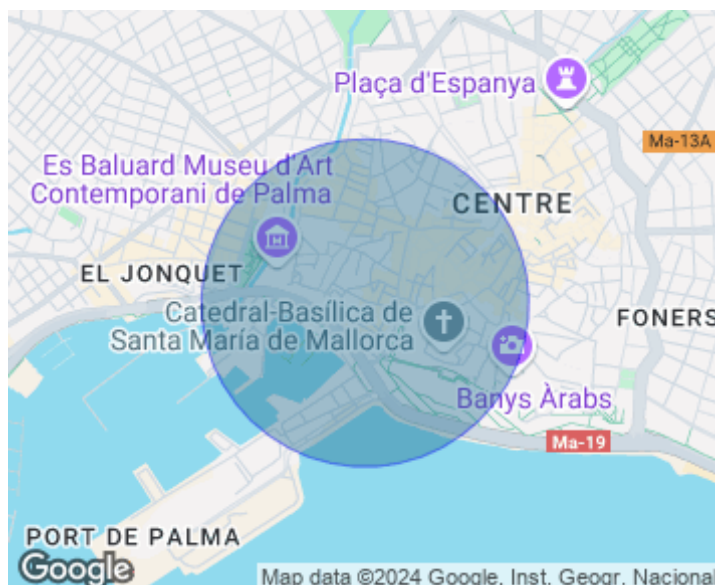 Plaça d'Espanya
Ma-13A
Es Baluard Museu d'Art
Contemporani de Palma
CENTRE
EL JONQUET
Catedral-Basílica de
Santa María de Mallorca
FONERS
Banys Àrabs
Ma-19
PORT DE PALMA
Google
Map data ©2024 Google, Inst. Geogr. Nacional